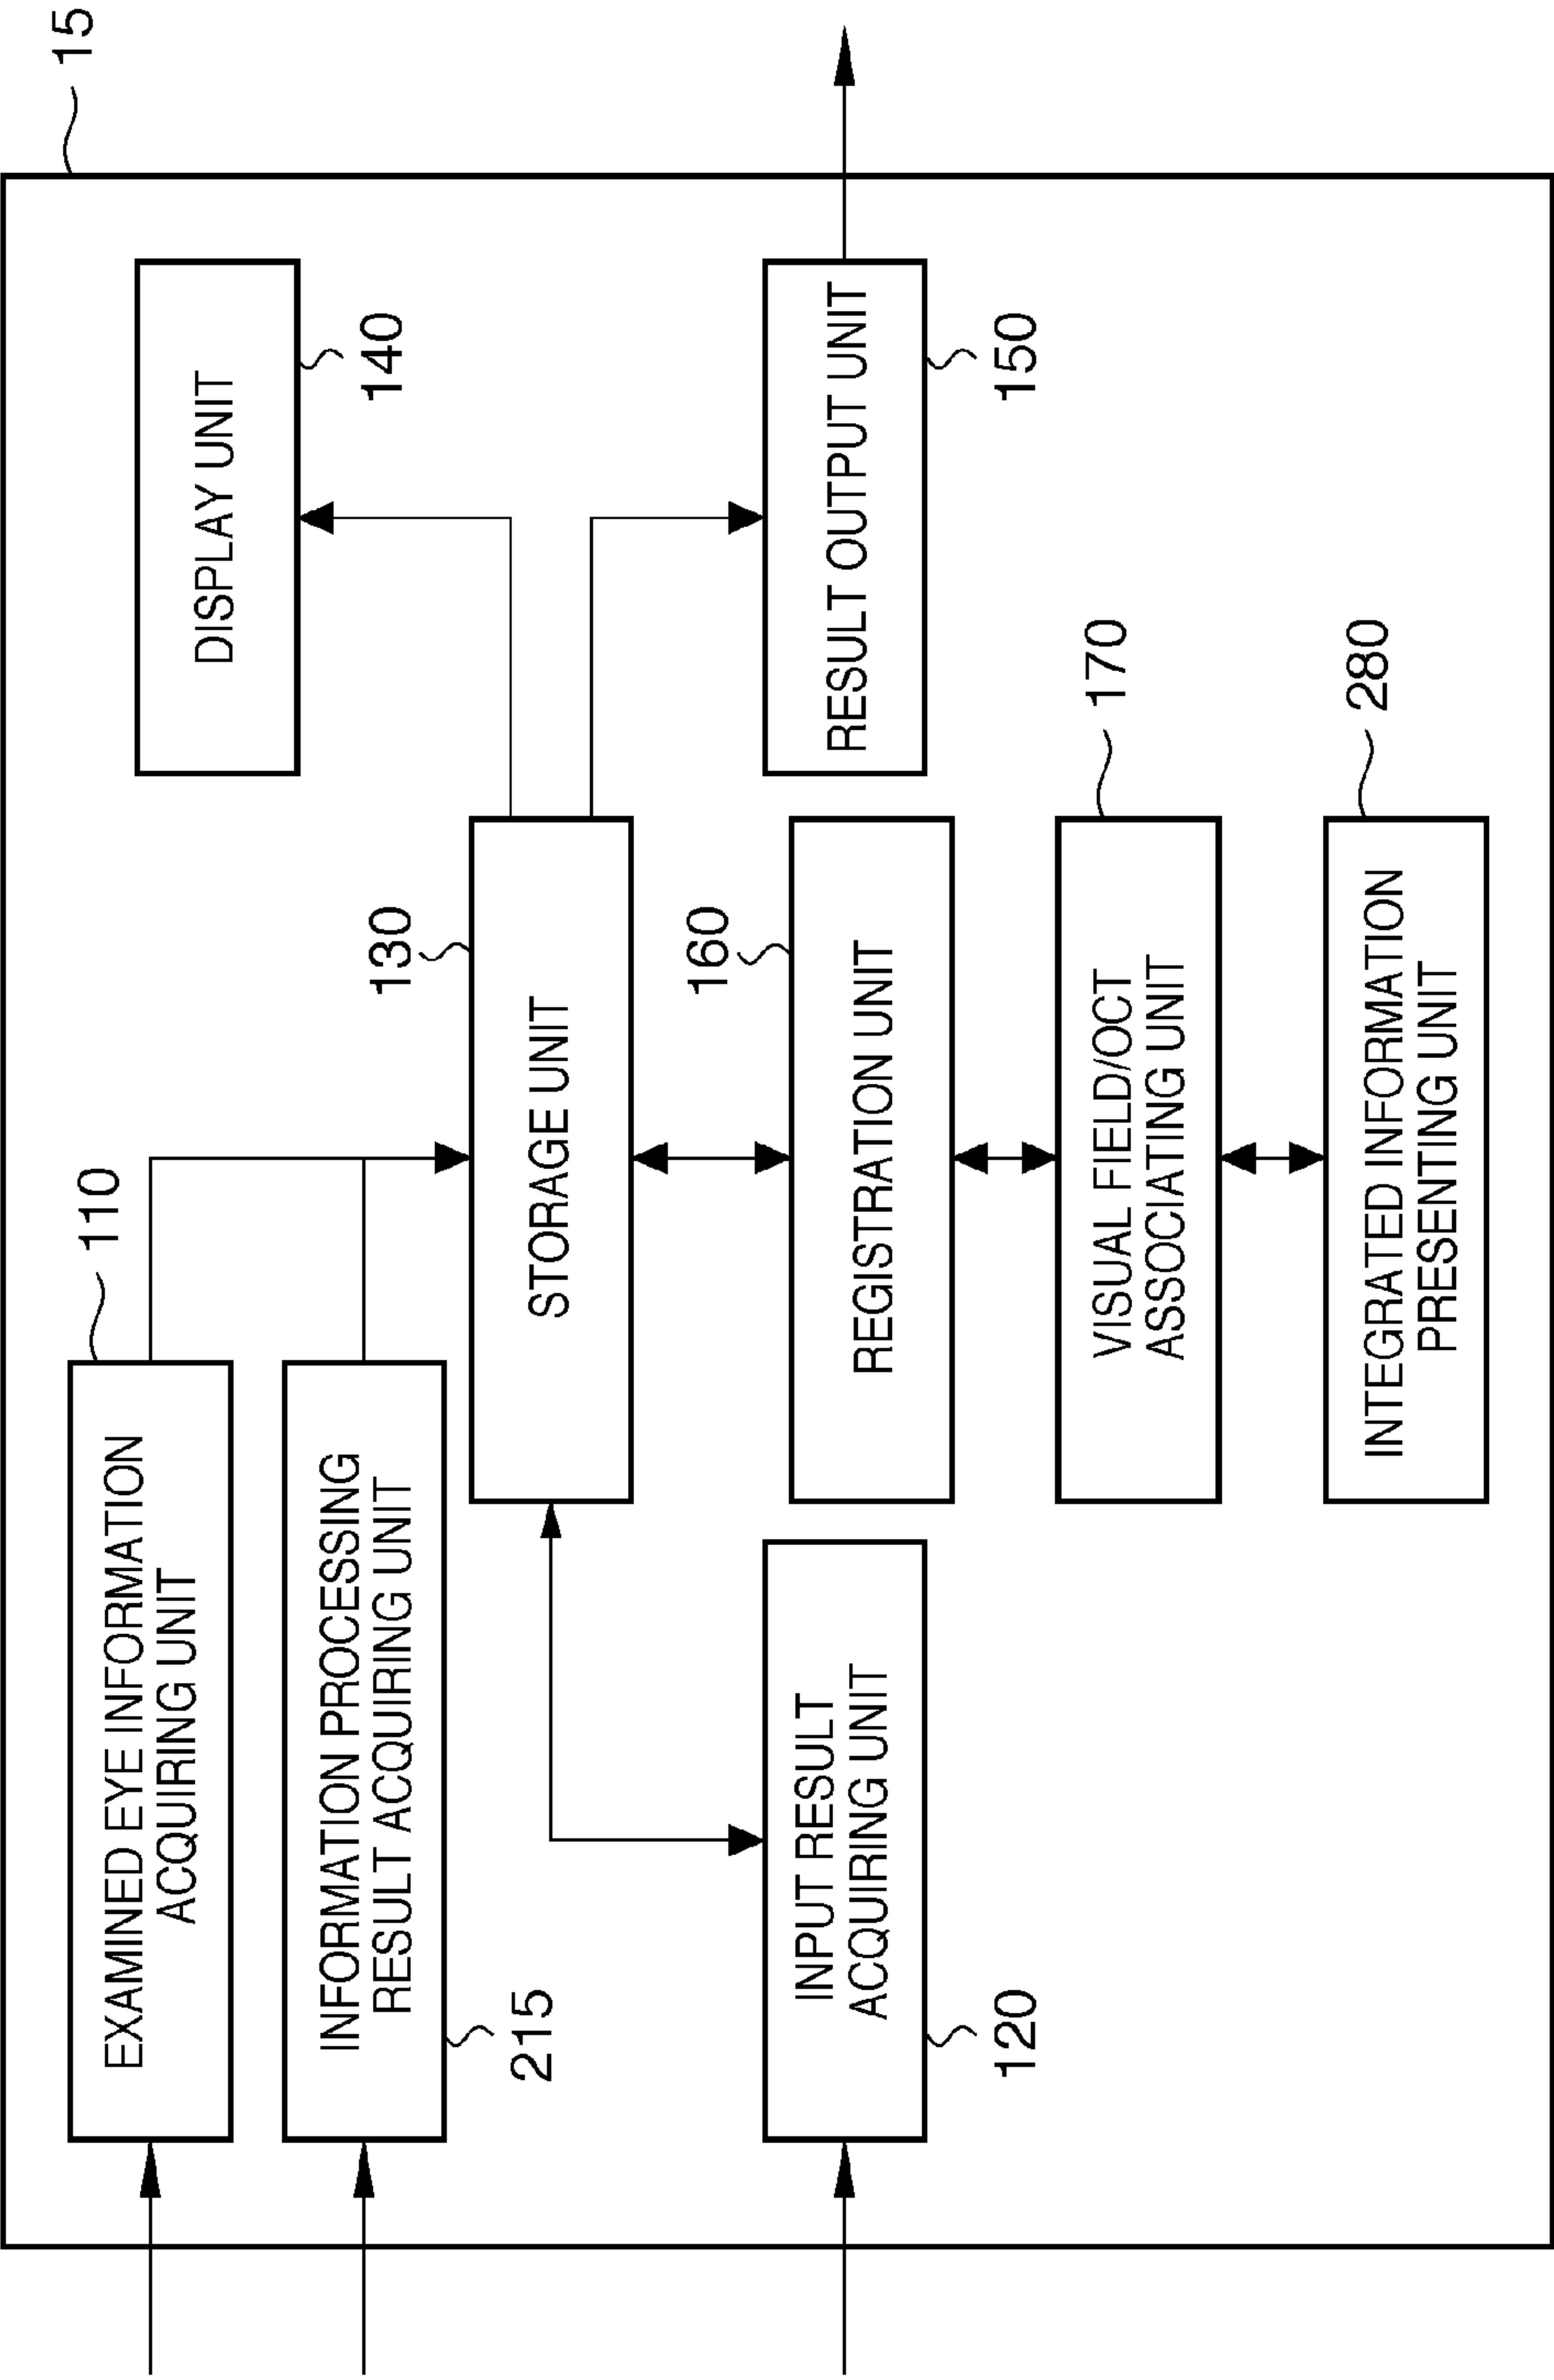 15
EXAMINED EYE INFORMATION
ACQUIRING UNIT
110
DISPLAY UNIT
140
INFORMATION PROCESSING
RESULT ACQUIRING UNIT
215
130
STORAGE UNIT
INPUT RESULT
ACQUIRING UNIT
120
160
REGISTRATION UNIT
RESULT OUTPUT UNIT
150
VISUAL FIELD/OCT
ASSOCIATING UNIT
170
INTEGRATED INFORMATION
PRESENTING UNIT
280